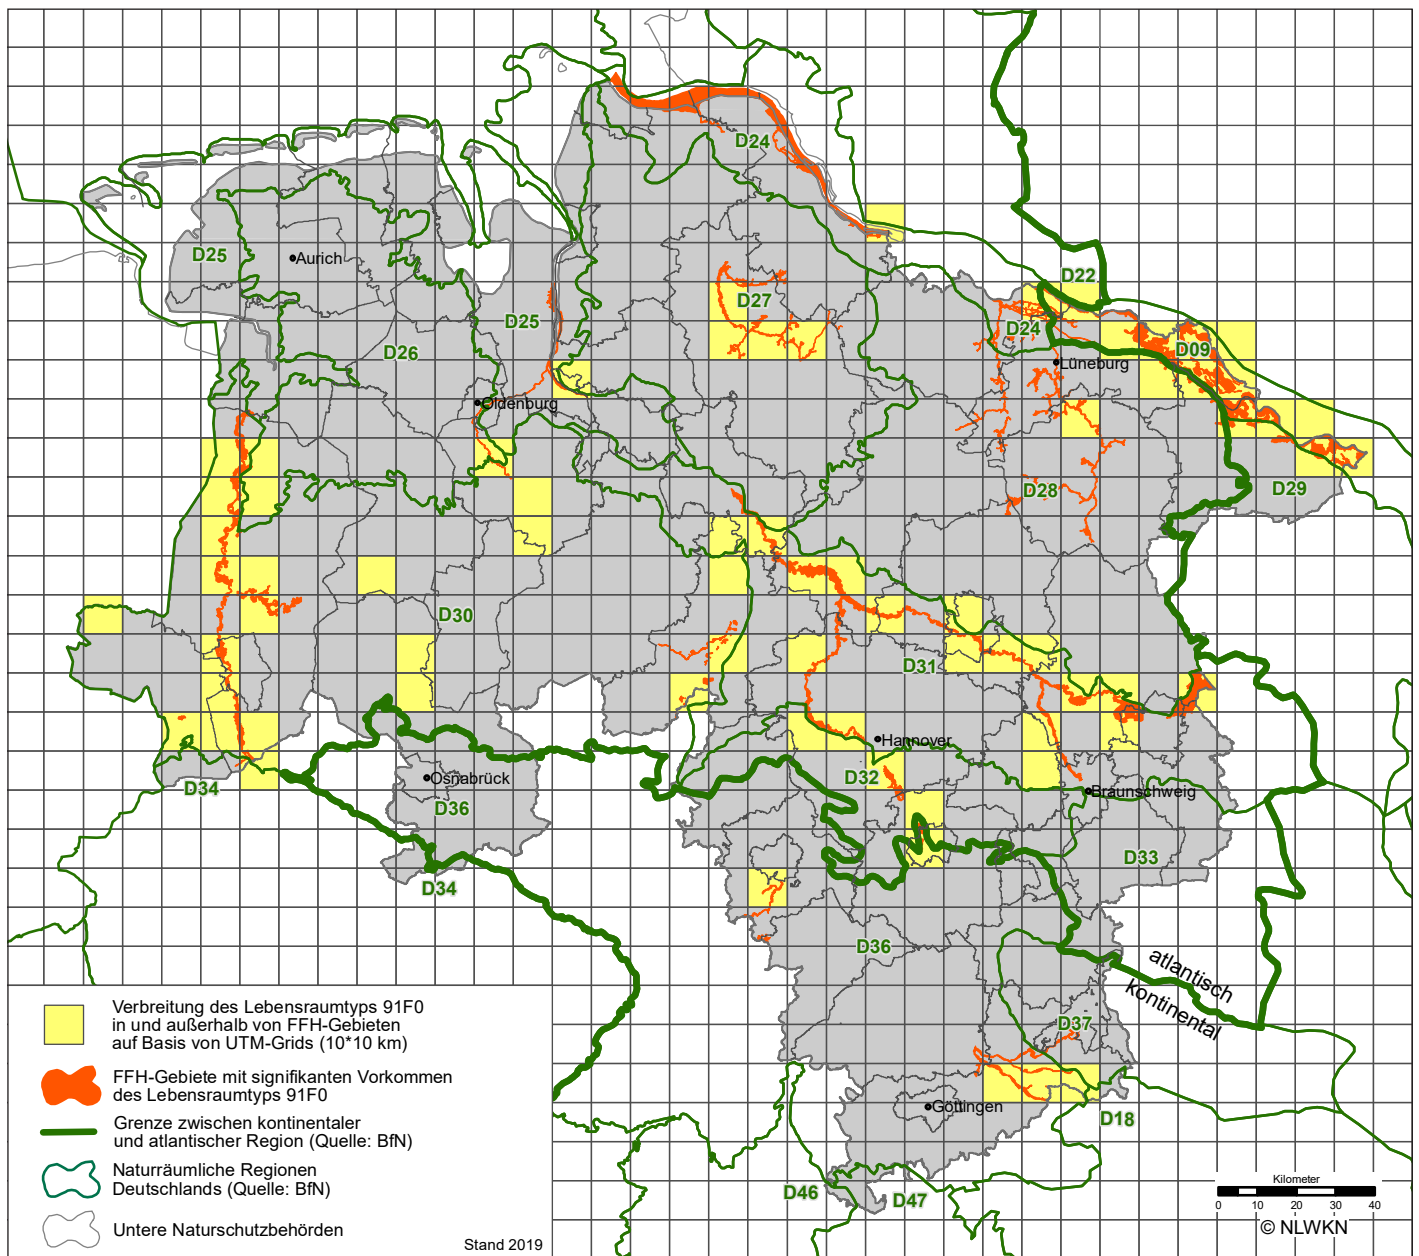 D24
D25
Aurich
D22
D27
D25
D24
D26
D09
Lüneburg
Oldenburg
D28
D29
D30
D31
Hannover
D32
Osnabrück
D34
Braunschweig
D36
D33
D34
D36
atlantisch
kontinental
D37
Göttingen
D18
D46
D47
Verbreitung des Lebensraumtyps 91F0
in und außerhalb von FFH-Gebieten
auf Basis von UTM-Grids (10*10 km)
FFH-Gebiete mit signifikanten Vorkommen
des Lebensraumtyps 91F0
Grenze zwischen kontinentaler
und atlantischer Region (Quelle: BfN)
Naturräumliche Regionen
Deutschlands (Quelle: BfN)
Untere Naturschutzbehörden
Stand 2019
Kilometer
0 10 20 30 40
© NLWKN